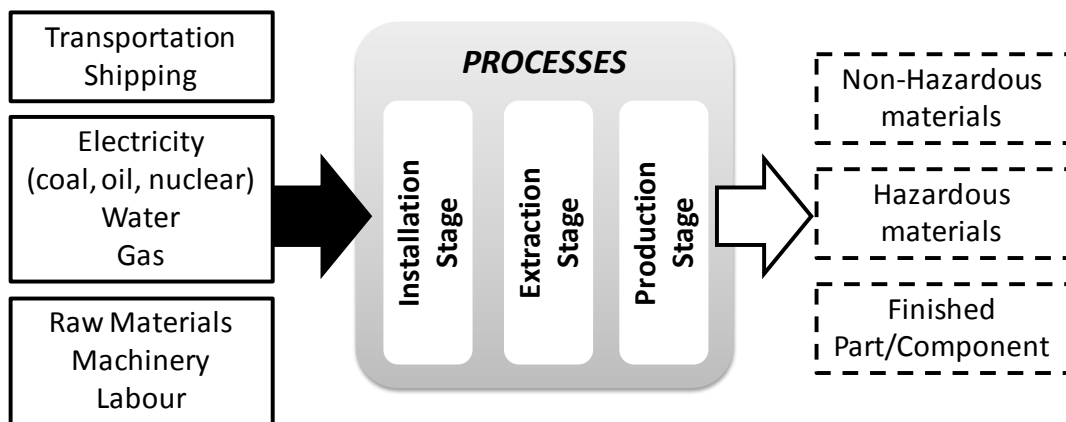 Transportation
Shipping
Electricity
(coal, oil, nuclear)
Water
Gas
Raw Materials
Machinery
Labour
PROCESSES
Installation
Stage
Extraction
Stage
Production
Stage
Non-Hazardous
materials
Hazardous
materials
Finished
Part/Component